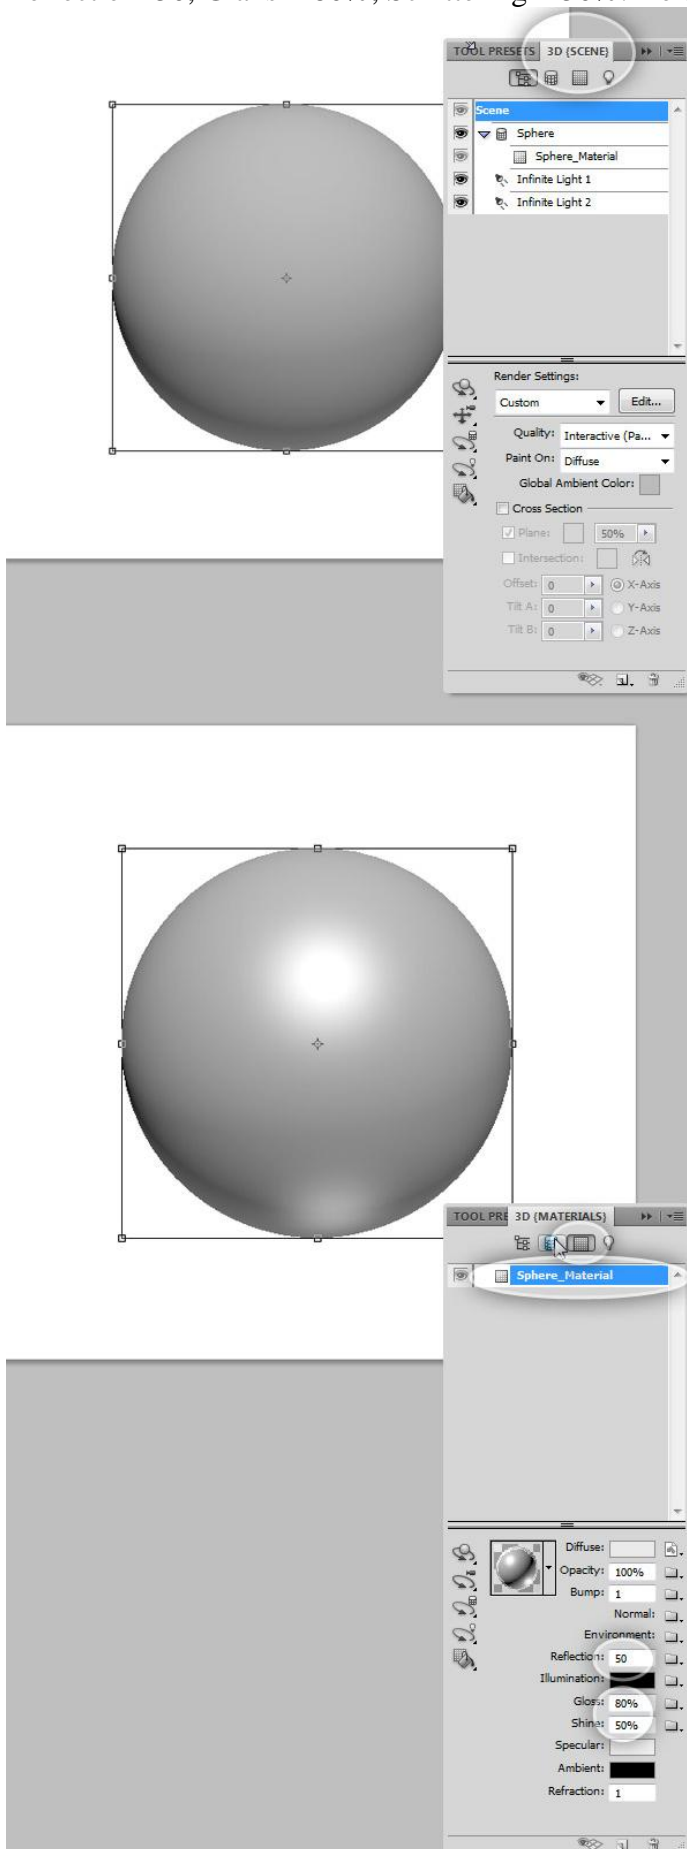 TOOL PRESETS 3D {SCENE}
Scene
Sphere
Sphere_Material
Infinite Light 1
Infinite Light 2
Render Settings:
Custom Edit...
Quality: Interactive (Pa...
Paint On: Diffuse
Global Ambient Color:
Cross Section
Plane: 50%
Intersection:
Offset: 0 X-Axis
Tilt A: 0 Y-Axis
Tilt B: 0 Z-Axis
TOOL PRE 3D {MATERIALS}
Sphere_Material
Diffuse:
Opacity: 100%
Bump: 1
Normal:
Environment:
Reflection: 50
Illumination:
Gloss: 80%
Shine: 50%
Specular:
Ambient:
Refraction: 1